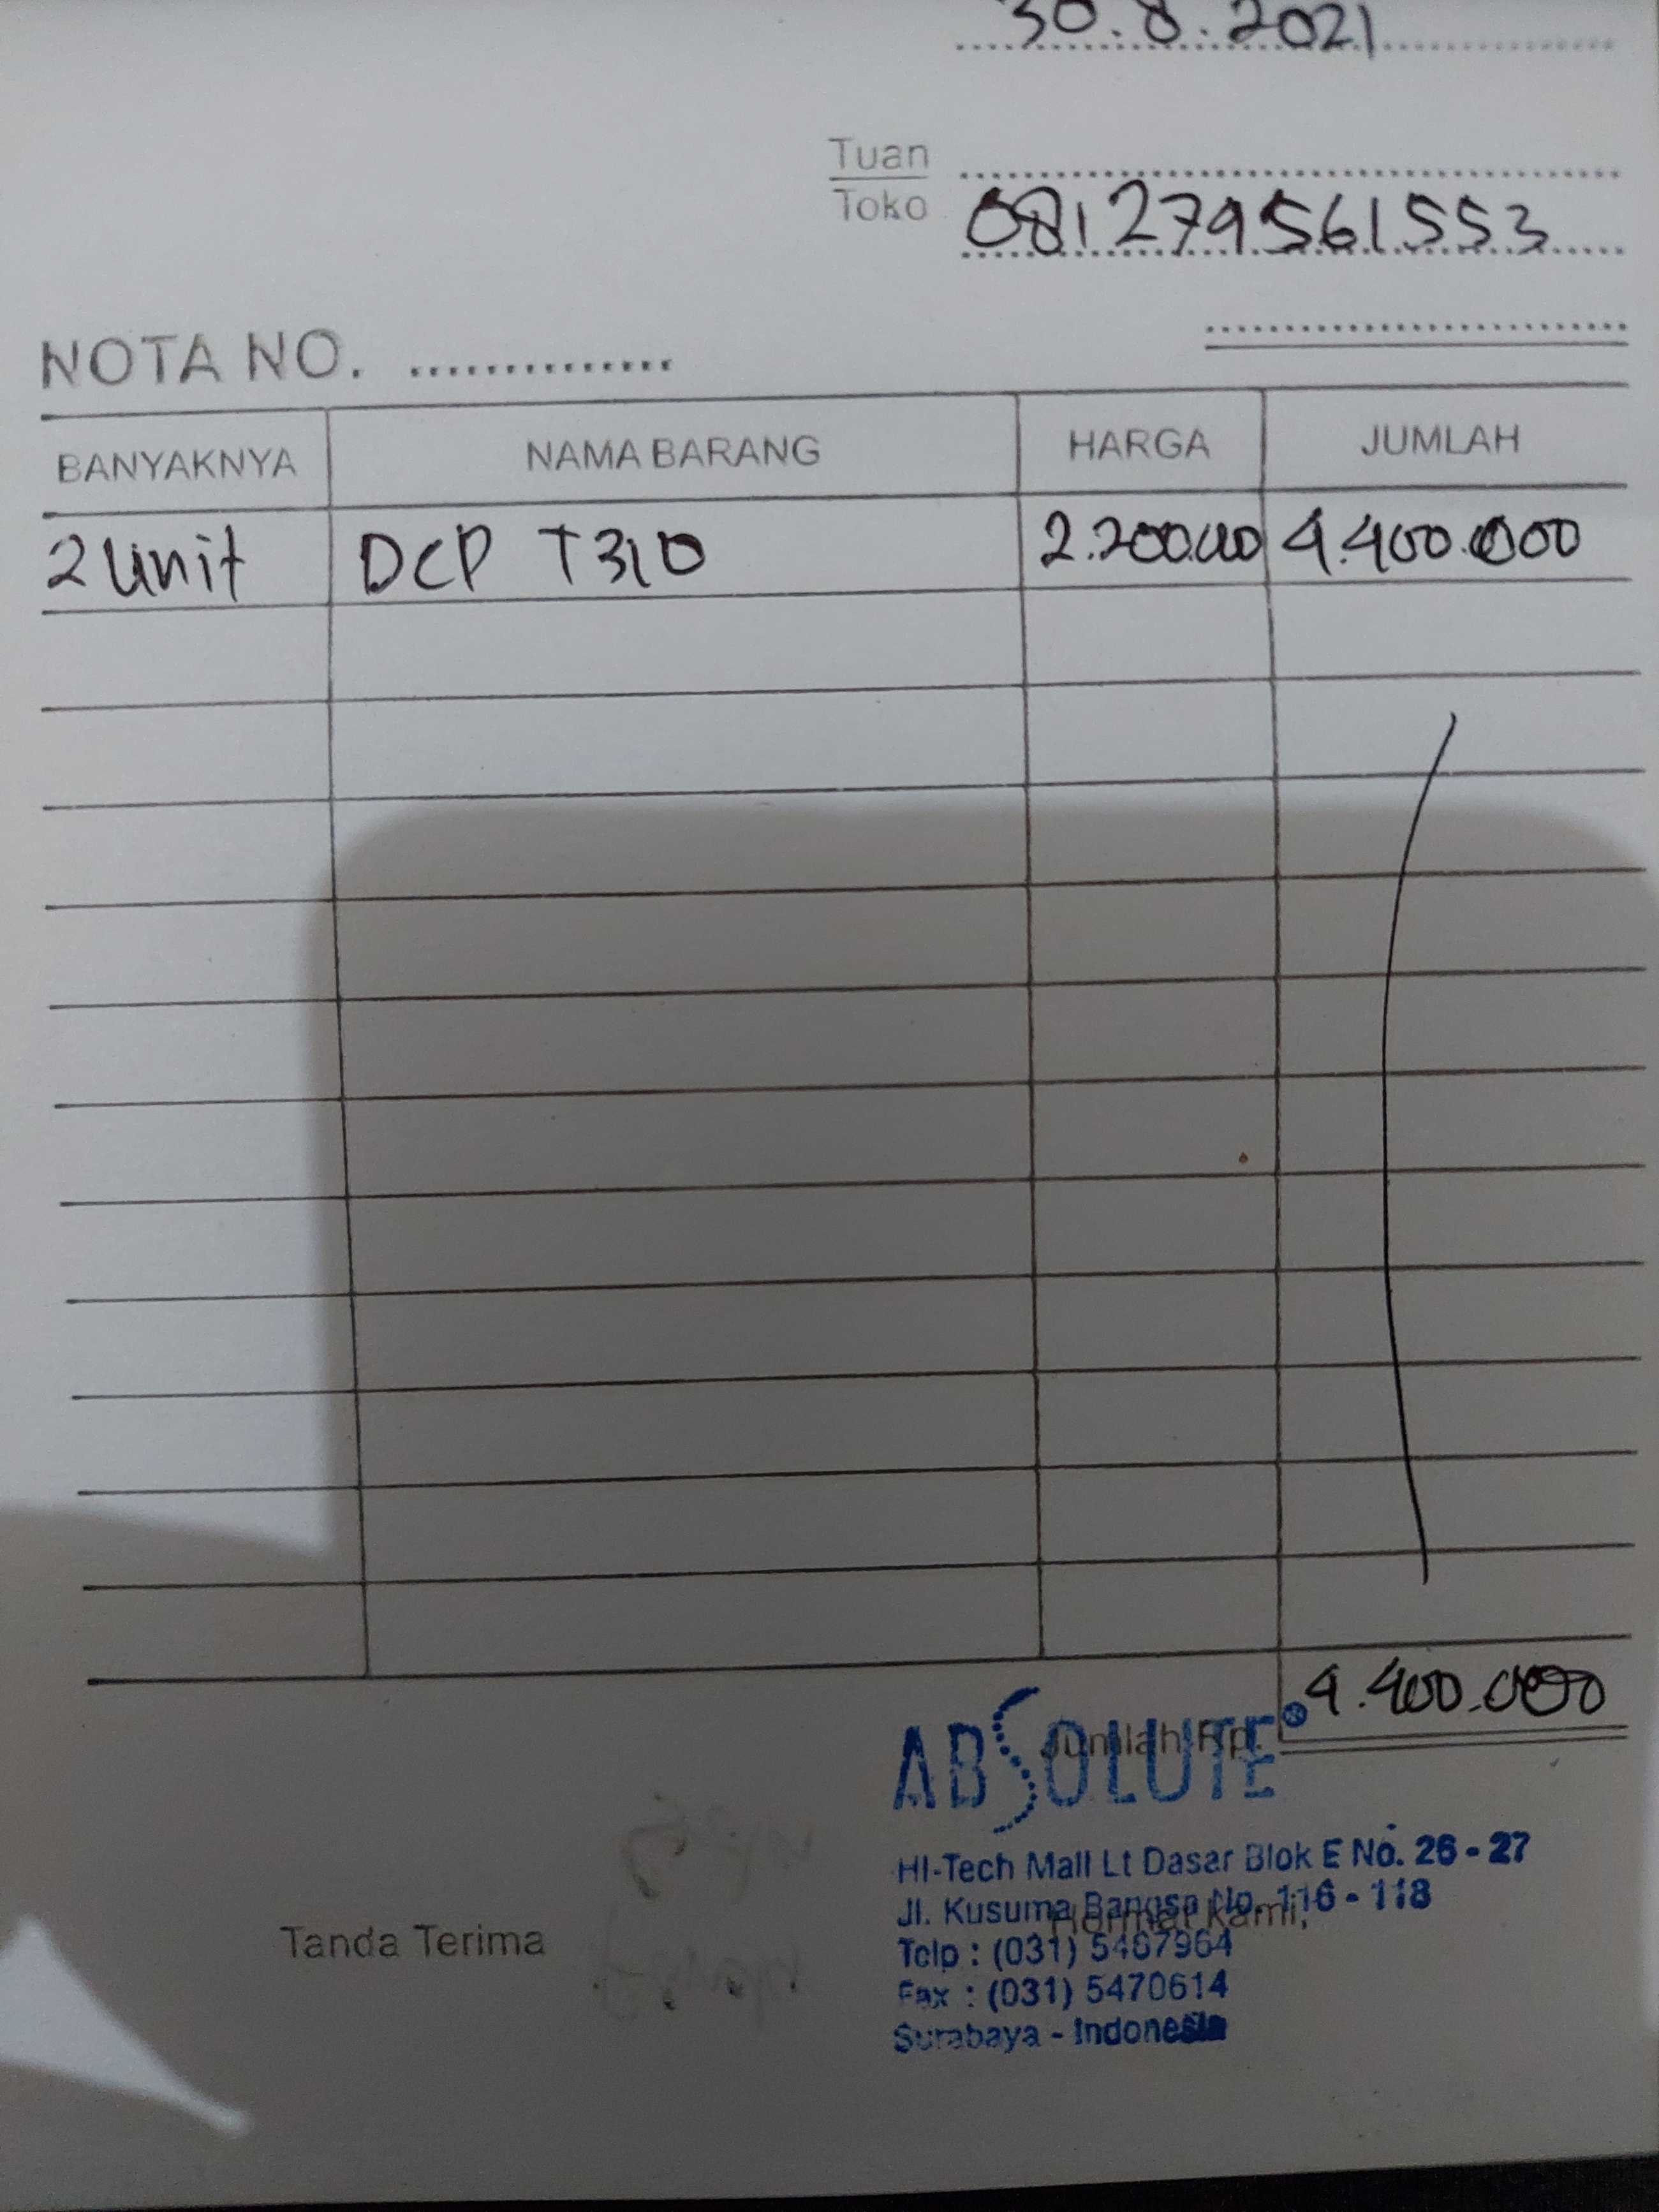 30.8.2021
Tuan
Toko 081279561553
NOTA NO. ..............
BANYAKNYA NAMA BARANG HARGA JUMLAH
2 Unit DCP T310 2.200.000 4.400.000
Jumlah Rp. 4.400.000
ABSOLUTE
HI-Tech Mall Lt Dasar Blok E No. 26 - 27
Jl. Kusuma Bangsa No. 116 - 118
Hormat kami,
Tanda Terima
Telp : (031) 5467964
Fax : (031) 5470614
Surabaya - Indonesia